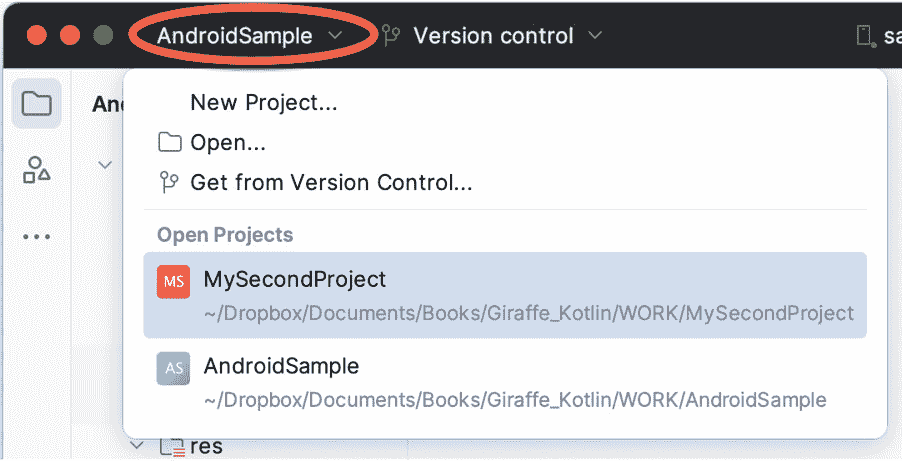 AndroidSample Version control
New Project...
Open...
Get from Version Control...
Open Projects
MS MySecondProject
~/Dropbox/Documents/Books/Giraffe_Kotlin/WORK/MySecondProject
AS AndroidSample
~/Dropbox/Documents/Books/Giraffe_Kotlin/WORK/AndroidSample
res